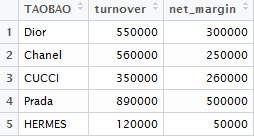 TAOBAO turnover net_margin
1 Dior 550000 300000
2 Chanel 560000 250000
3 CUCCI 350000 260000
4 Prada 890000 500000
5 HERMES 120000 50000